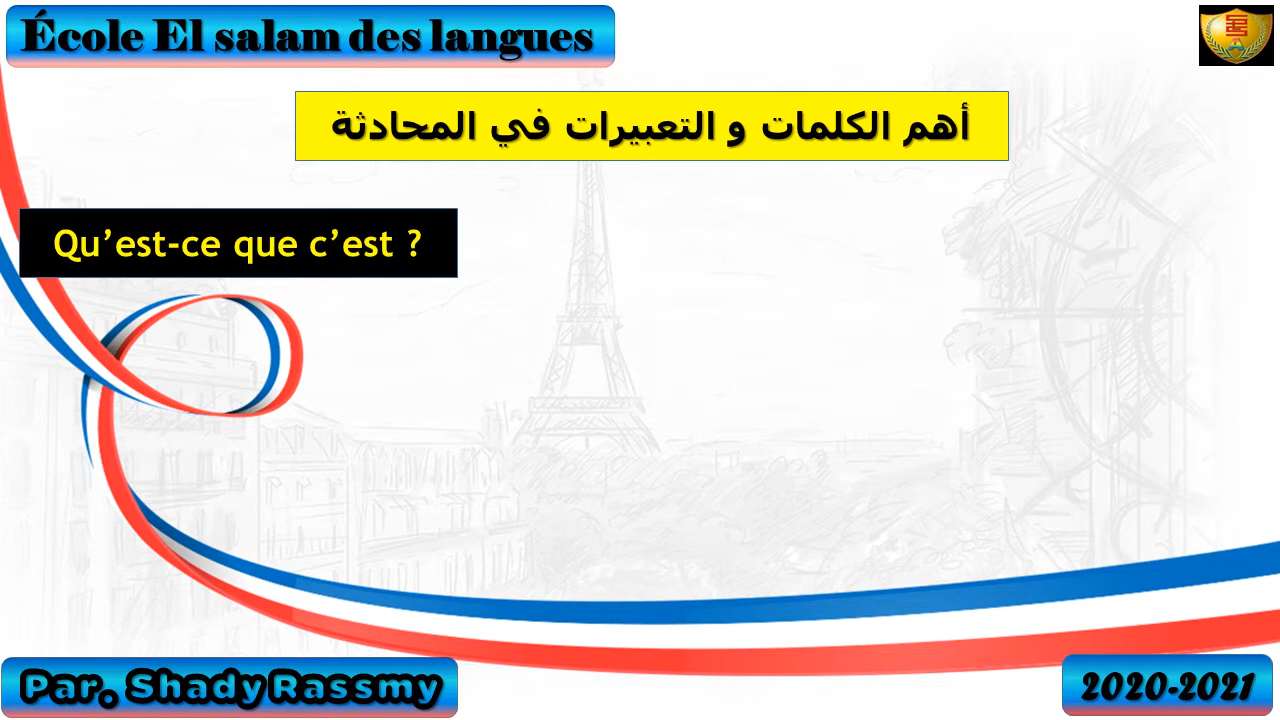 École El salam des langues
أهم الكلمات و التعبيرات في المحادثة
Qu’est-ce que c’est ?
Par. Shady Rassmy
2020-2021